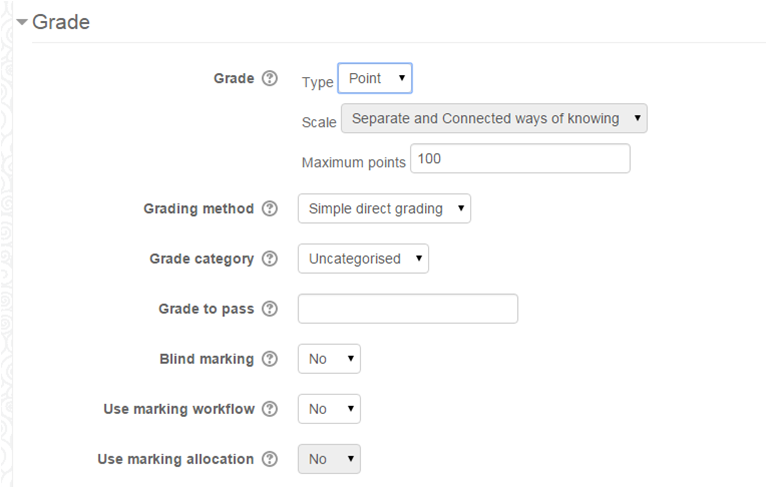 Grade
Grade Type Point
Scale Separate and Connected ways of knowing
Maximum points 100
Grading method Simple direct grading
Grade category Uncategorised
Grade to pass
Blind marking No
Use marking workflow No
Use marking allocation No